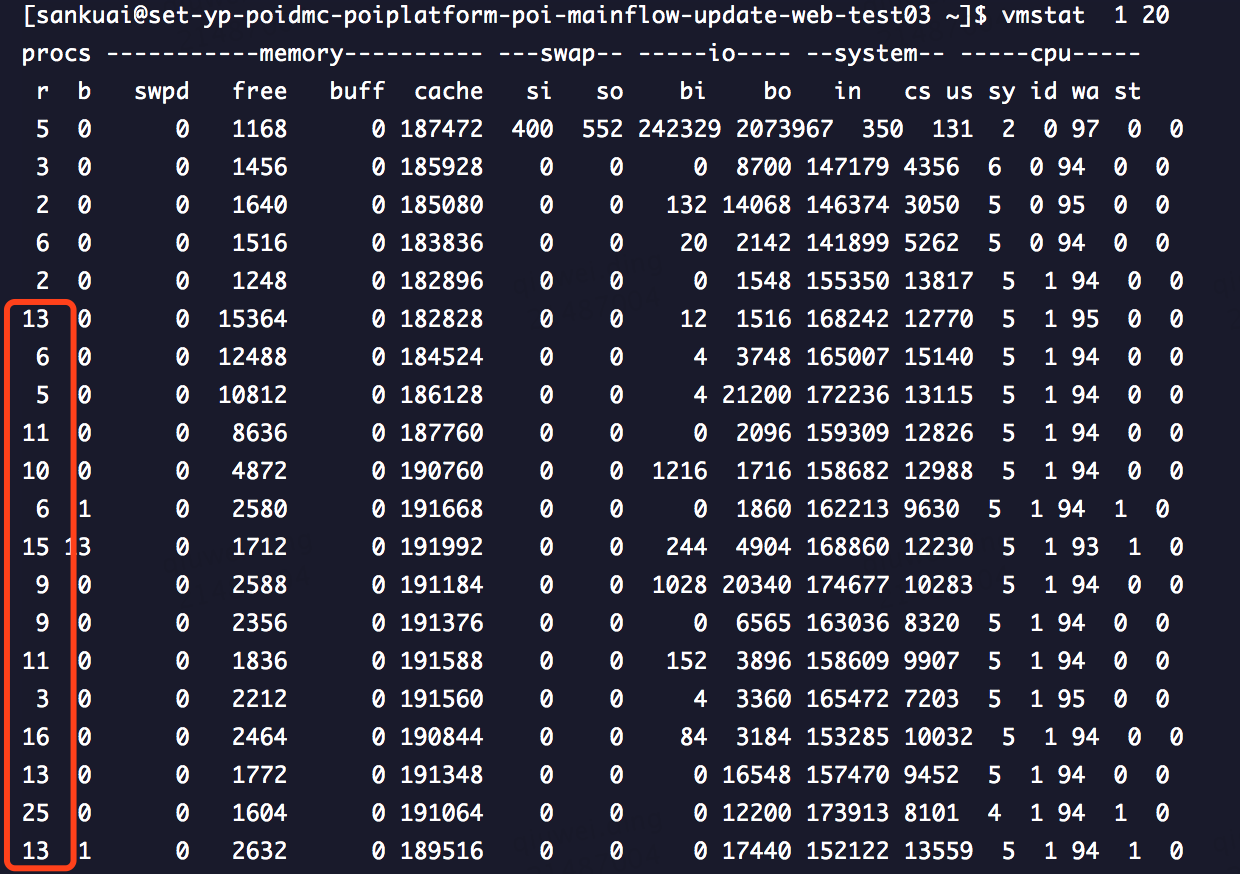 [sankuai@set-yp-poidmc-poiplatform-poi-mainflow-update-web-test03 ~]$ vmstat  1 20
procs -----------memory---------- ---swap-- -----io---- --system-- -----cpu-----
 r  b   swpd   free   buff  cache   si   so    bi    bo   in   cs us sy id wa st
 5  0      0   1168      0 187472  400  552 242329 2073967  350  131  2  0 97  0  0
 3  0      0   1456      0 185928    0    0     0  8700 147179 4356  6  0 94  0  0
 2  0      0   1640      0 185080    0    0   132 14068 146374 3050  5  0 95  0  0
 6  0      0   1516      0 183836    0    0    20  2142 141899 5262  5  0 94  0  0
 2  0      0   1248      0 182896    0    0     0  1548 155350 13817  5  1 94  0  0
13  0      0  15364      0 182828    0    0    12  1516 168242 12770  5  1 95  0  0
 6  0      0  12488      0 184524    0    0     4  3748 165007 15140  5  1 94  0  0
 5  0      0  10812      0 186128    0    0     4 21200 172236 13115  5  1 94  0  0
11  0      0   8636      0 187760    0    0     0  2096 159309 12826  5  1 94  0  0
10  0      0   4872      0 190760    0    0  1216  1716 158682 12988  5  1 94  0  0
 6  1      0   2580      0 191668    0    0     0  1860 162213 9630  5  1 94  1  0
15 13      0   1712      0 191992    0    0   244  4904 168860 12230  5  1 93  1  0
 9  0      0   2588      0 191184    0    0  1028 20340 174677 10283  5  1 94  0  0
 9  0      0   2356      0 191376    0    0     0  6565 163036 8320  5  1 94  0  0
11  0      0   1836      0 191588    0    0   152  3896 158609 9907  5  1 94  0  0
 3  0      0   2212      0 191560    0    0     4  3360 165472 7203  5  1 95  0  0
16  0      0   2464      0 190844    0    0    84  3184 153285 10032  5  1 94  0  0
13  0      0   1772      0 191348    0    0     0 16548 157470 9452  5  1 94  0  0
25  0      0   1604      0 191064    0    0     0 12200 173913 8101  4  1 94  1  0
13  1      0   2632      0 189516    0    0     0 17440 152122 13559  5  1 94  1  0